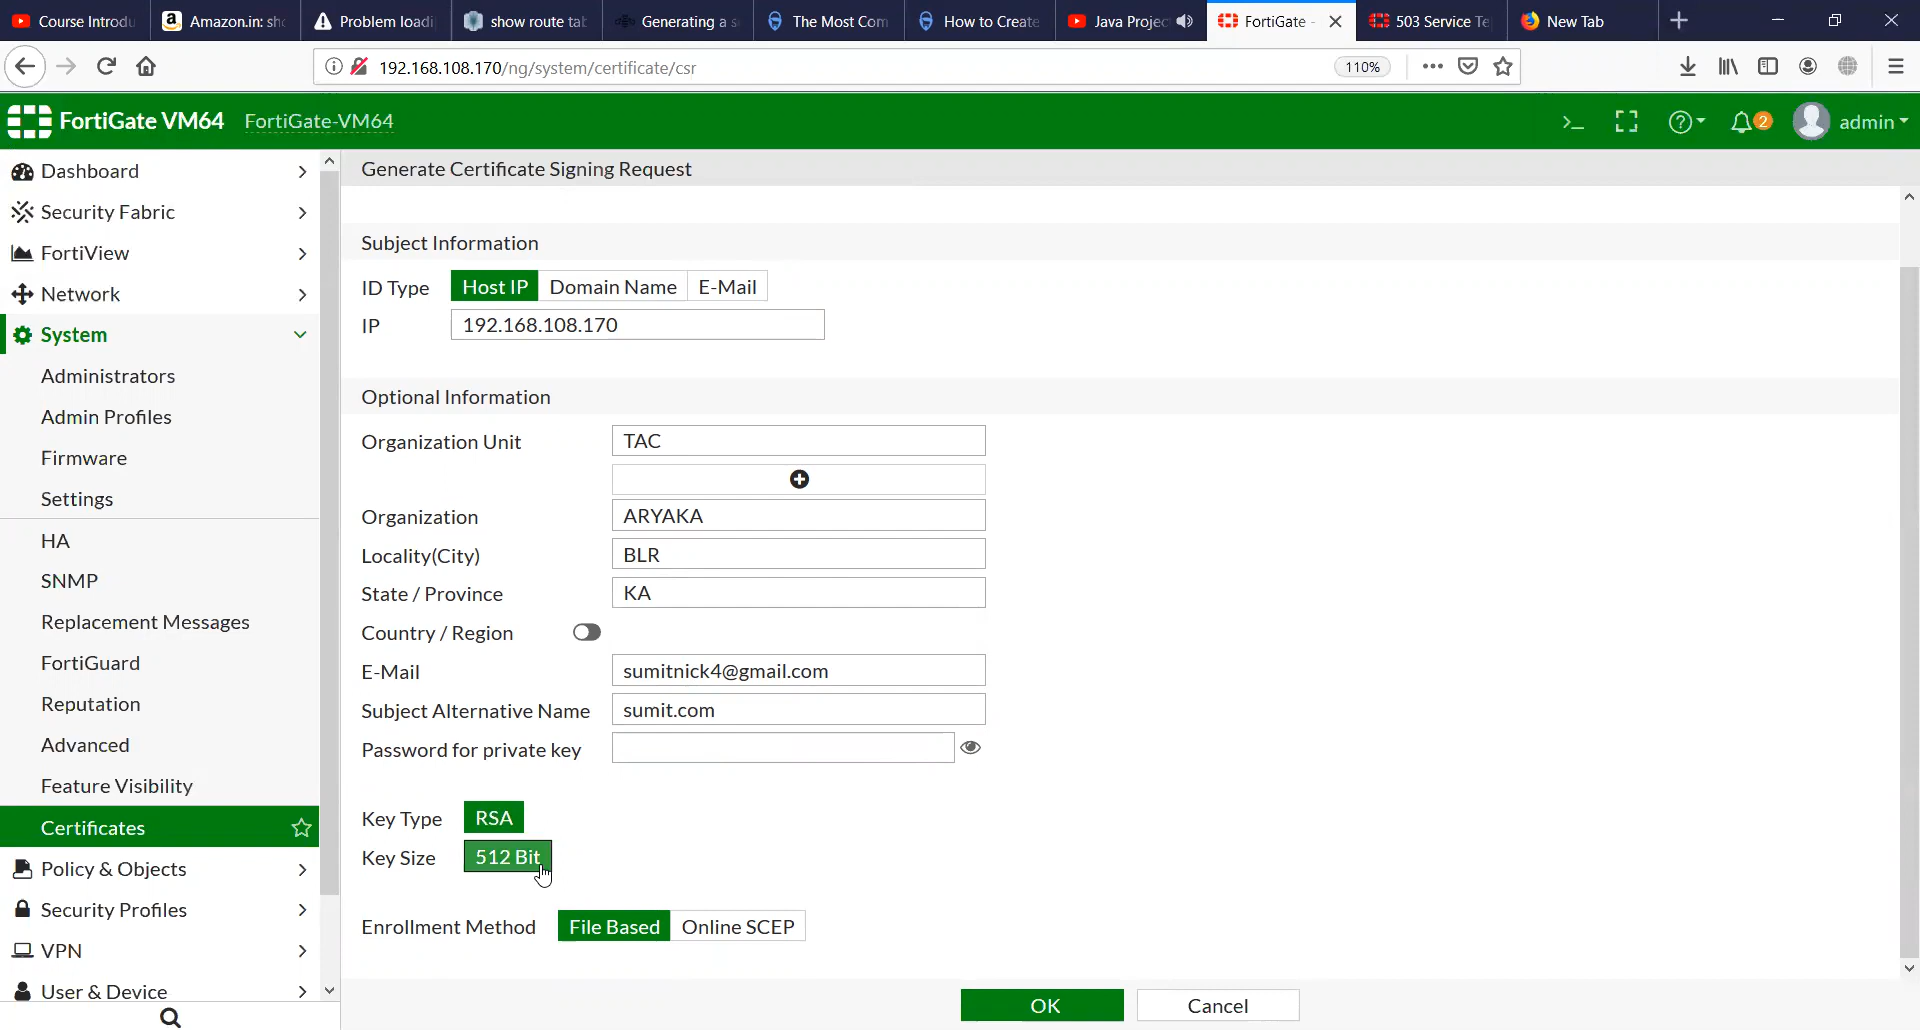 Course Introdu
Amazon.in: sho
Problem loadi
show route tab
Generating a s
The Most Com
How to Create
Java Projec
FortiGate -
503 Service Te
New Tab
192.168.108.170/ng/system/certificate/csr
110%
FortiGate VM64
FortiGate-VM64
>_
2
admin
Dashboard
Security Fabric
FortiView
Network
System
Administrators
Admin Profiles
Firmware
Settings
HA
SNMP
Replacement Messages
FortiGuard
Reputation
Advanced
Feature Visibility
Certificates
Policy & Objects
Security Profiles
VPN
User & Device
Generate Certificate Signing Request
Subject Information
ID Type Host IP Domain Name E-Mail
IP 192.168.108.170
Optional Information
Organization Unit TAC
Organization ARYAKA
Locality(City) BLR
State / Province KA
Country / Region
E-Mail sumitnick4@gmail.com
Subject Alternative Name sumit.com
Password for private key
Key Type RSA
Key Size 512 Bit
Enrollment Method File Based Online SCEP
OK Cancel